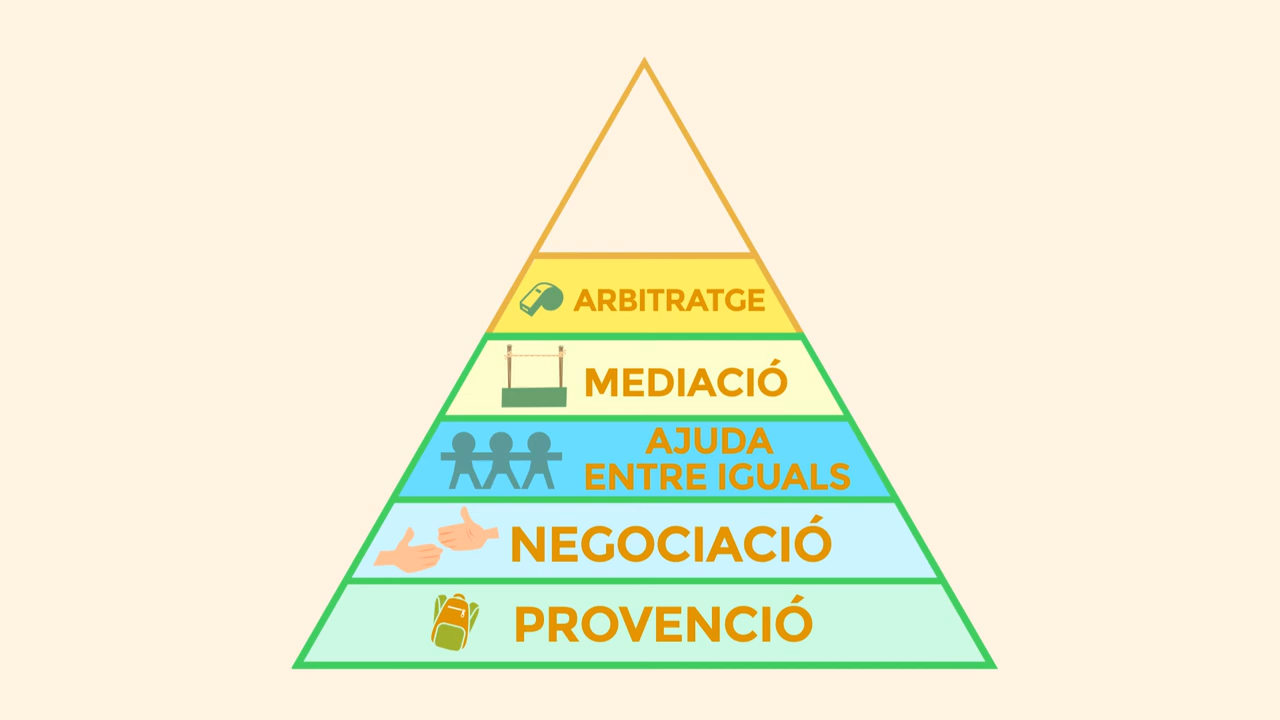 ARBITRATGE
MEDIACIÓ
AJUDA
ENTRE IGUALS
NEGOCIACIÓ
PROVENCIÓ